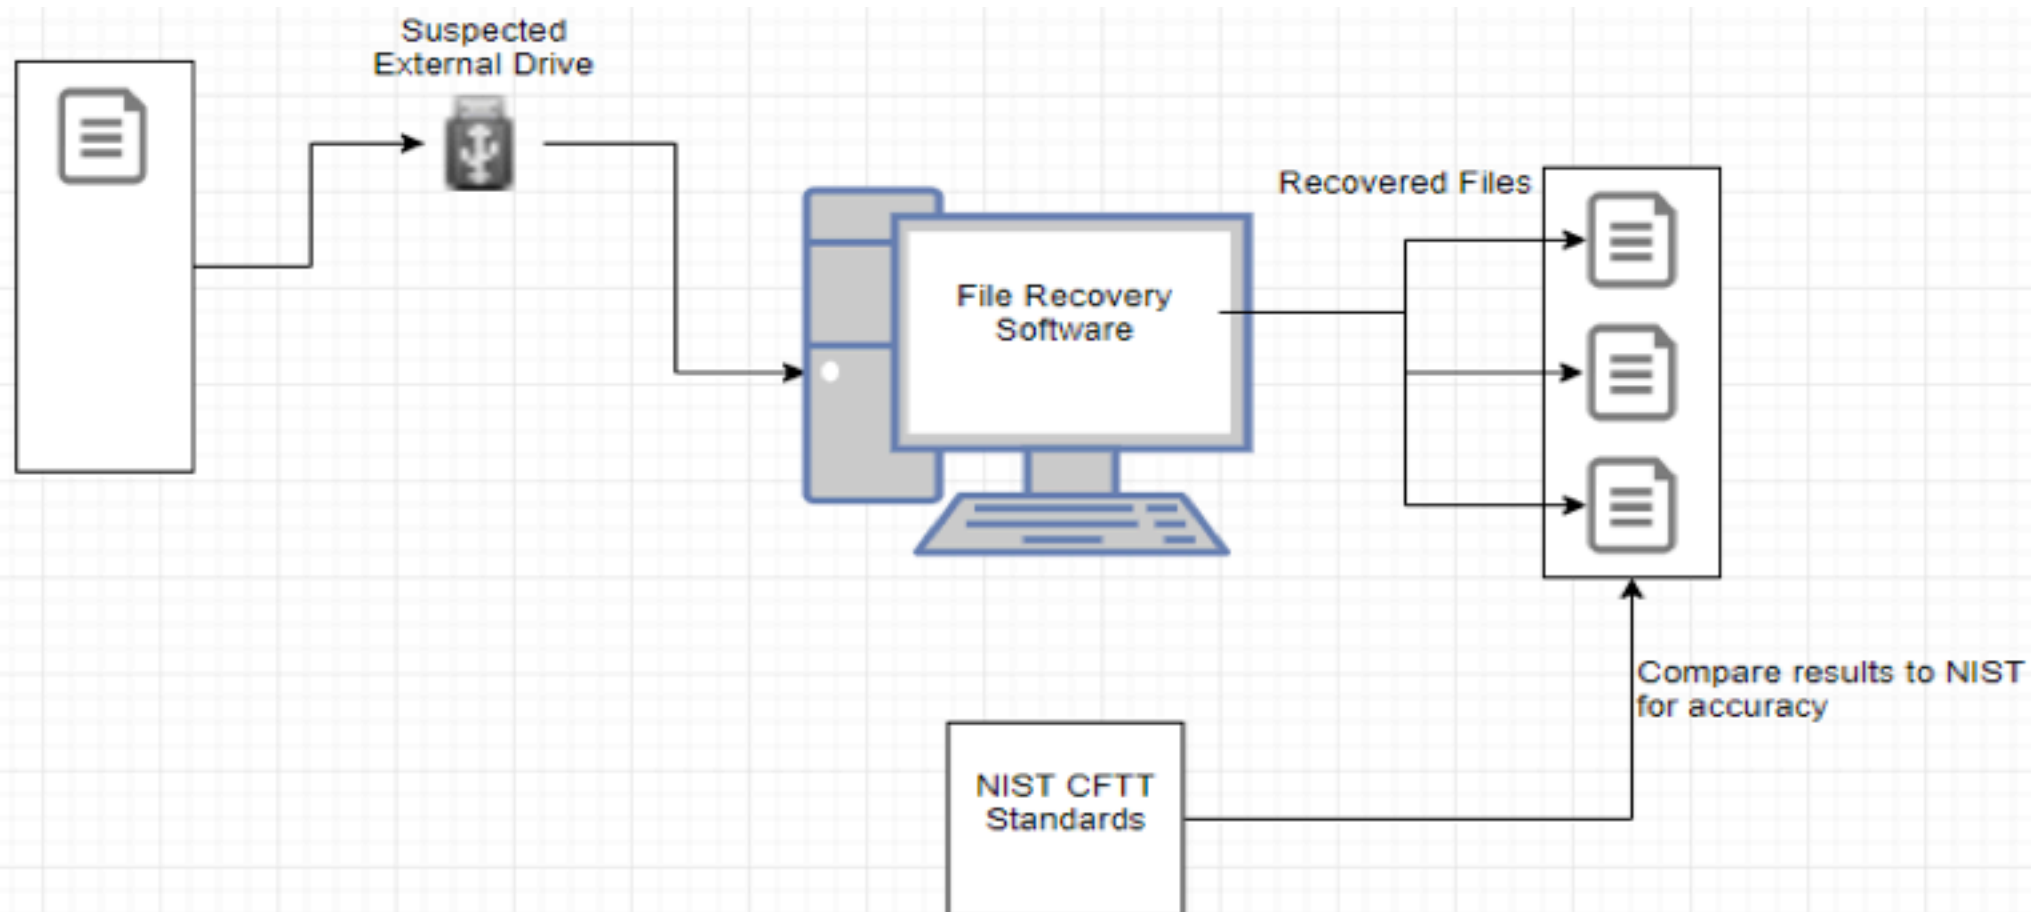 Suspected
External Drive
Recovered Files
File Recovery
Software
Compare results to NIST
for accuracy
NIST CFTT
Standards